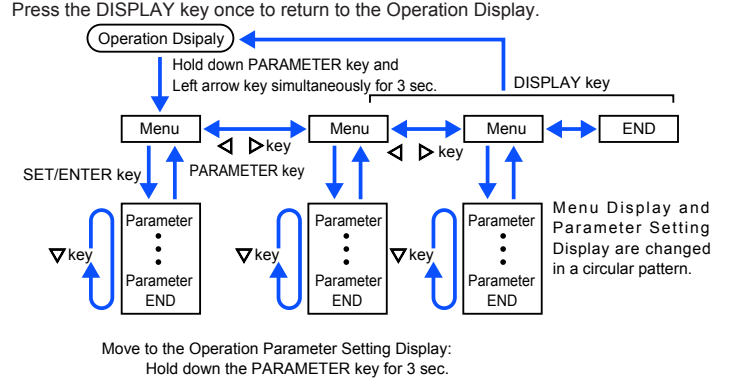 Press the DISPLAY key once to return to the Operation Display.
Operation Dsipaly
Hold down PARAMETER key and
Left arrow key simultaneously for 3 sec.
DISPLAY key
Menu
Menu
Menu
END
◁ ▷ key
◁ ▷ key
SET/ENTER key
PARAMETER key
Parameter
Parameter
END
▽ key
Parameter
Parameter
END
▽ key
Parameter
Parameter
END
▽ key
Menu Display and
Parameter Setting
Display are changed
in a circular pattern.
Move to the Operation Parameter Setting Display:
Hold down the PARAMETER key for 3 sec.